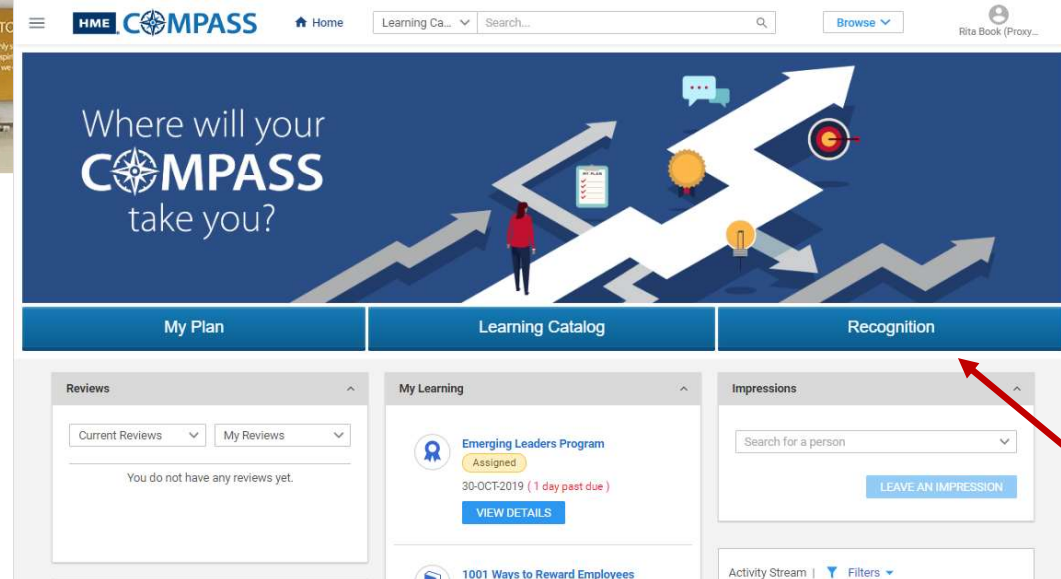 HME COMPASS
Home
Learning Ca...
Search...
Browse
Rita Book (Proxy...
Where will your
COMPASS
take you?
MY PLAN
My Plan
Learning Catalog
Recognition
Reviews
Current Reviews
My Reviews
You do not have any reviews yet.
My Learning
Emerging Leaders Program
Assigned
30-OCT-2019 ( 1 day past due )
VIEW DETAILS
1001 Ways to Reward Employees
Impressions
Search for a person
LEAVE AN IMPRESSION
Activity Stream | Filters